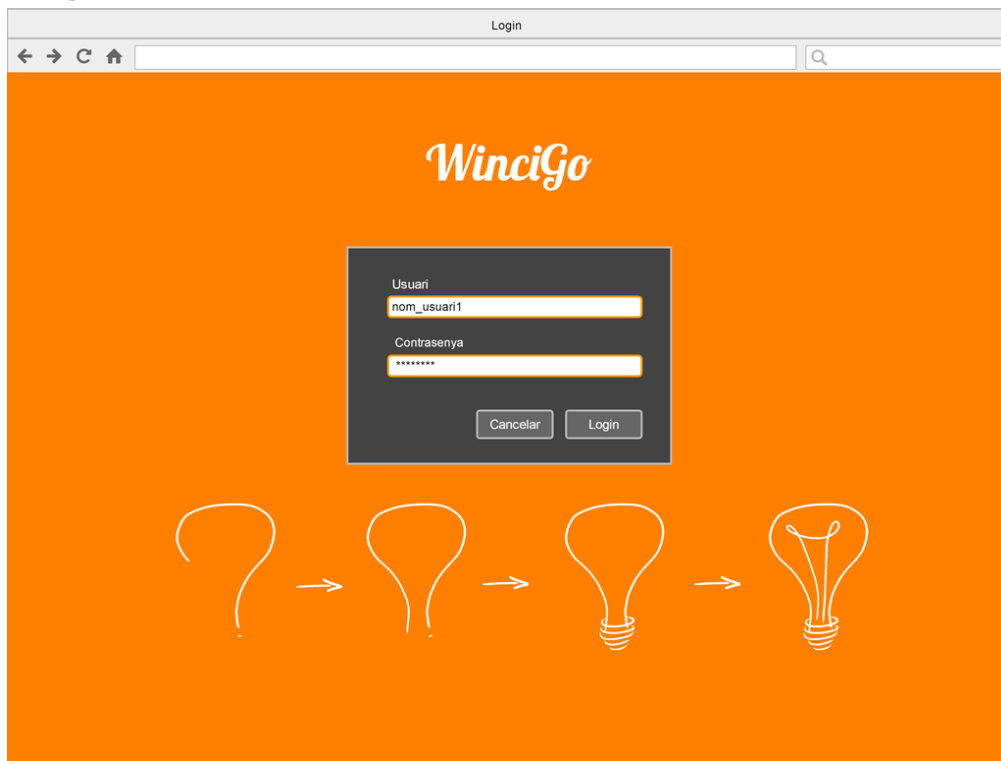 Login
WinciGo
Usuari
nom_usuari1
Contrasenya
********
Cancelar Login